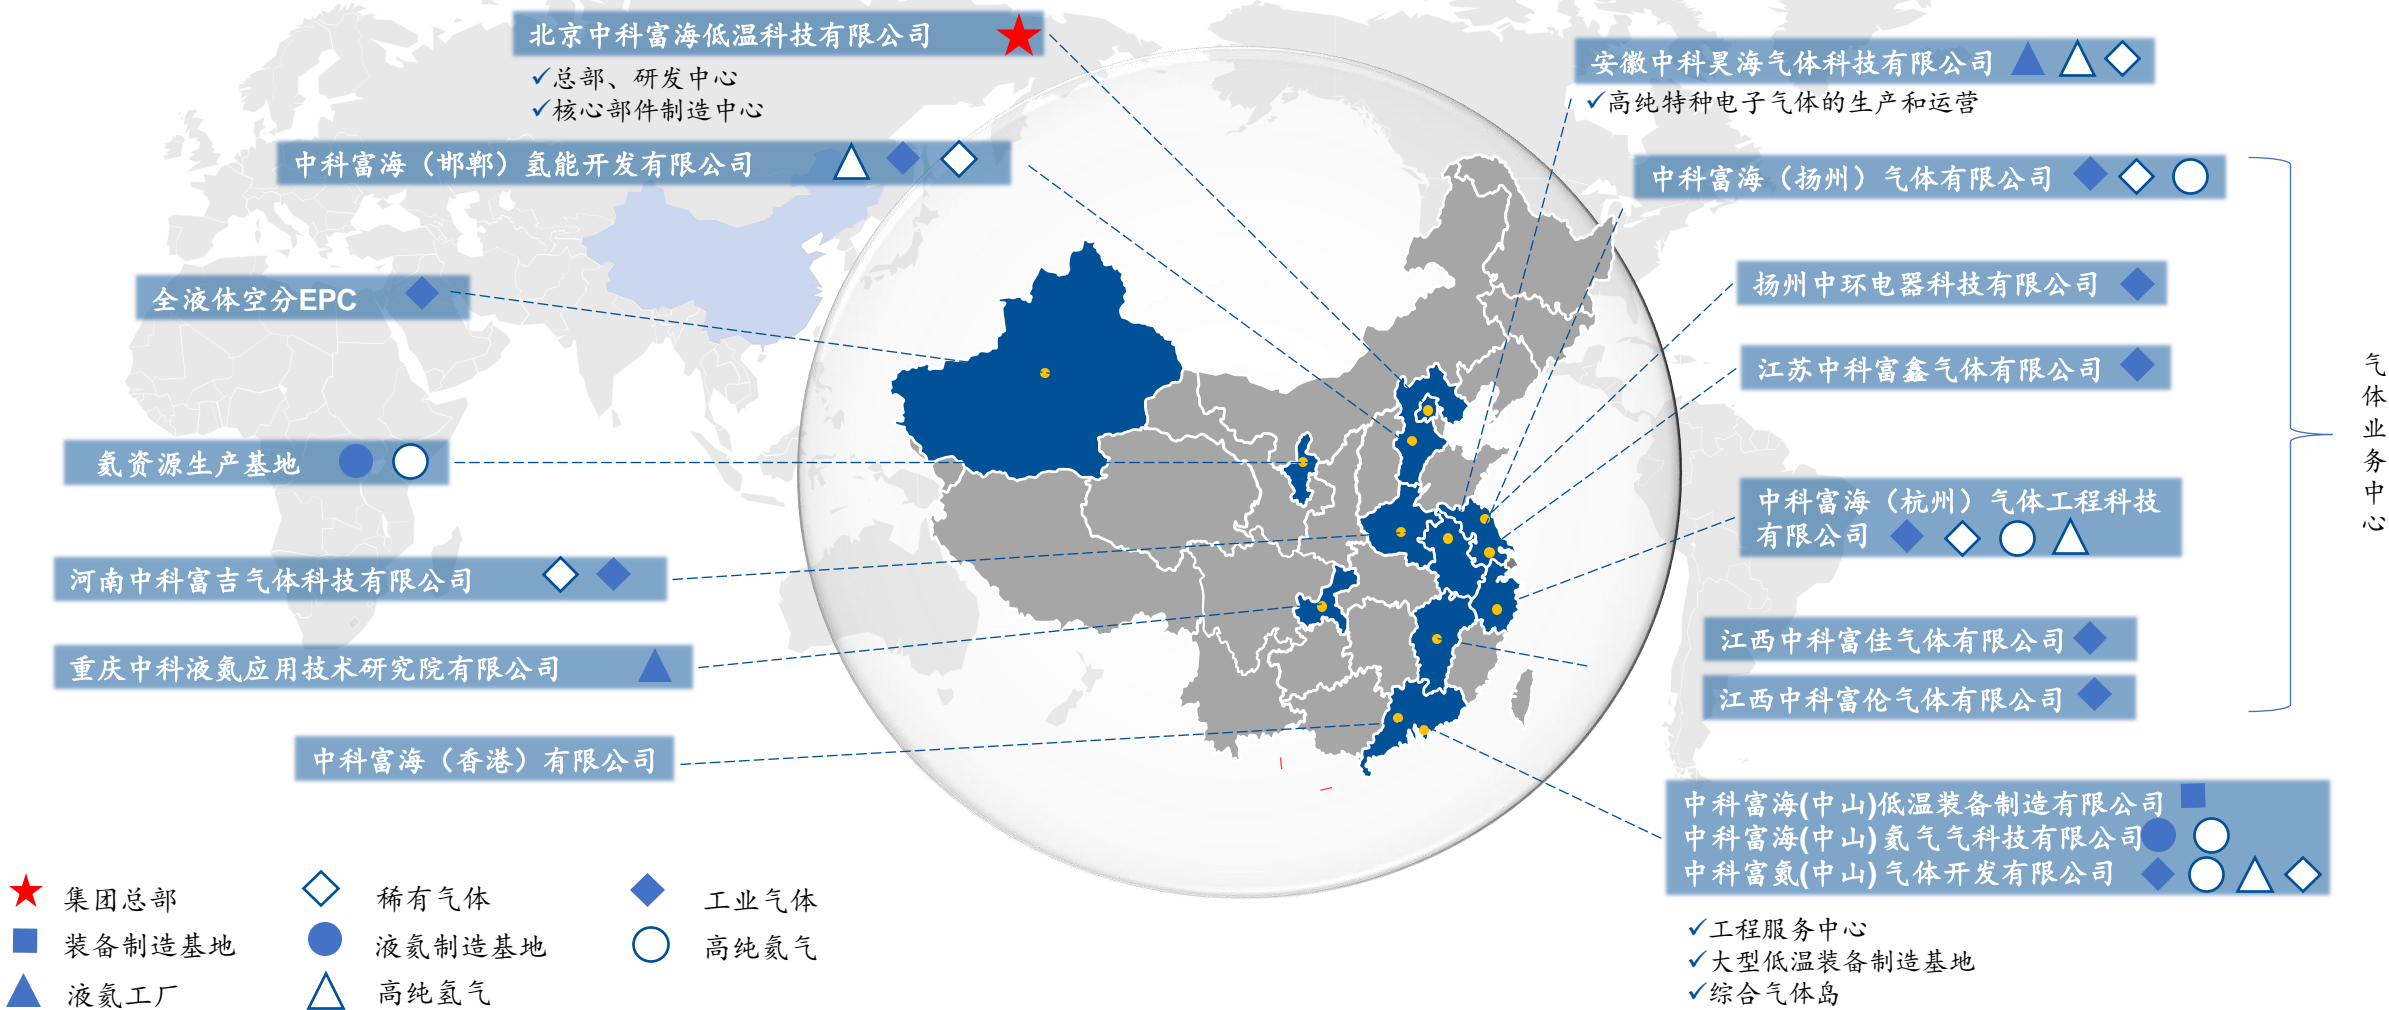 北京中科富海低温科技有限公司
✓总部、研发中心
✓核心部件制造中心
中科富海（邯郸）氢能开发有限公司
全液体空分EPC
氦资源生产基地
河南中科富吉气体科技有限公司
重庆中科液氮应用技术研究院有限公司
中科富海（香港）有限公司
安徽中科昊海气体科技有限公司
✓高纯特种电子气体的生产和运营
中科富海（扬州）气体有限公司
扬州中环电器科技有限公司
江苏中科富鑫气体有限公司
中科富海（杭州）气体工程科技
有限公司
江西中科富佳气体有限公司
江西中科富伦气体有限公司
气体业务中心
中科富海(中山)低温装备制造有限公司
中科富海(中山)氦气气科技有限公司
中科富氮(中山)气体开发有限公司
✓工程服务中心
✓大型低温装备制造基地
✓综合气体岛
集团总部
稀有气体
工业气体
装备制造基地
液氦制造基地
高纯氦气
液氦工厂
高纯氢气